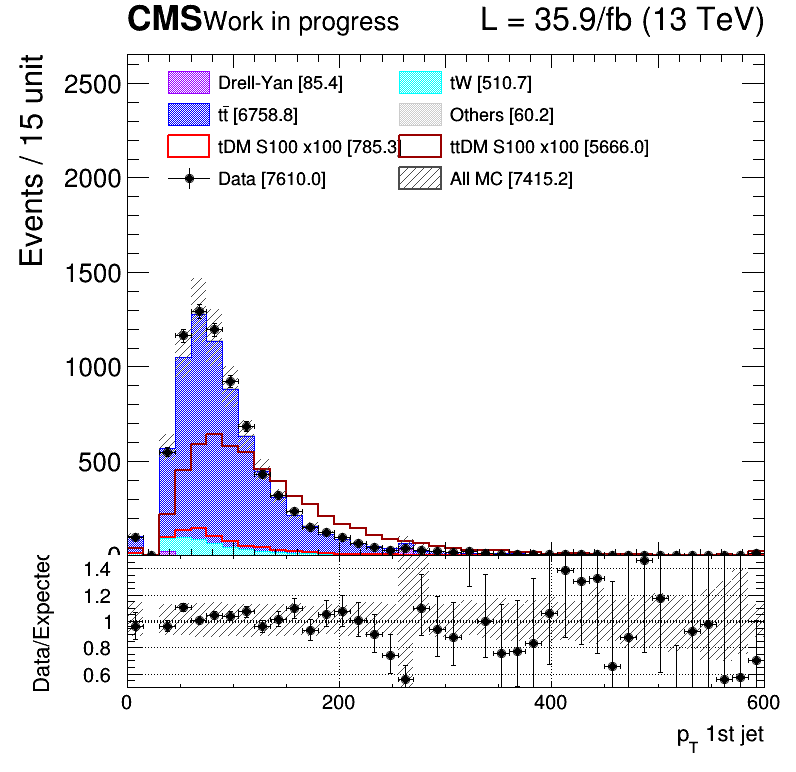 CMS Work in progress L = 35.9/fb (13 TeV)
Events / 15 unit
2500
2000
1500
1000
500
0
Drell-Yan [85.4]
tW [510.7]
tt̄ [6758.8]
Others [60.2]
tDM S100 x100 [785.3]
ttDM S100 x100 [5666.0]
Data [7610.0]
All MC [7415.2]
Data/Expected
1.4
1.2
1
0.8
0.6
0 200 400 600
p_T 1st jet